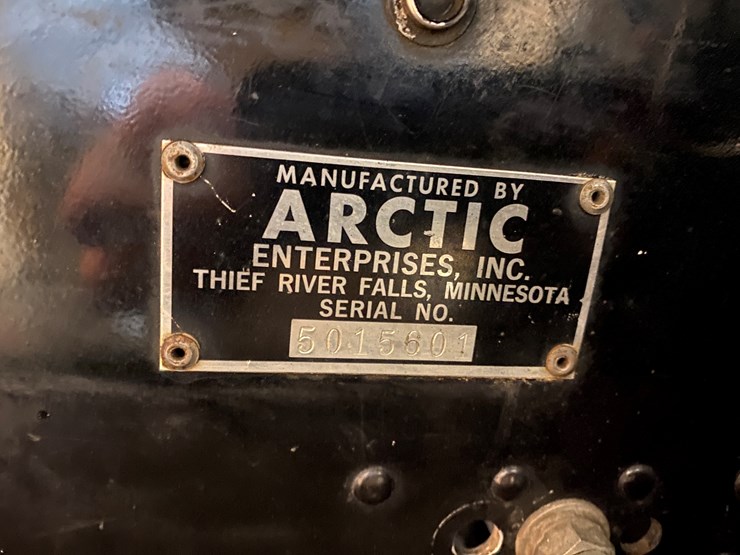 MANUFACTURED BY
ARCTIC
ENTERPRISES, INC.
THIEF RIVER FALLS, MINNESOTA
SERIAL NO.
5015601